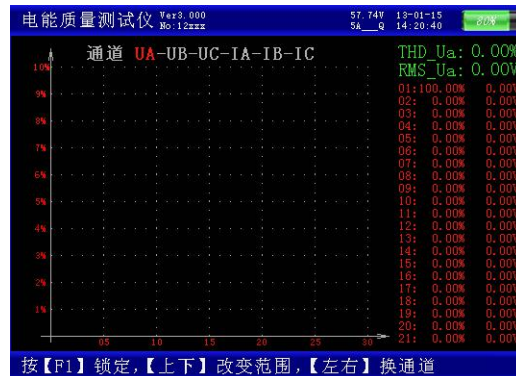 电能质量测试仪 Ver3.000 57.74V 13-01-15 80%
No:12xxx 5A__Q 14:20:40
通道 UA-UB-UC-IA-IB-IC
THD_Ua: 0.00%
RMS_Ua: 0.00V
10%
9%
8%
7%
6%
5%
4%
3%
2%
1%
05 10 15 20 25 30
01:100.00% 0.00V
02: 0.00% 0.00V
03: 0.00% 0.00V
04: 0.00% 0.00V
05: 0.00% 0.00V
06: 0.00% 0.00V
07: 0.00% 0.00V
08: 0.00% 0.00V
09: 0.00% 0.00V
10: 0.00% 0.00V
11: 0.00% 0.00V
12: 0.00% 0.00V
13: 0.00% 0.00V
14: 0.00% 0.00V
15: 0.00% 0.00V
16: 0.00% 0.00V
17: 0.00% 0.00V
18: 0.00% 0.00V
19: 0.00% 0.00V
20: 0.00% 0.00V
21: 0.00% 0.00V
按【F1】锁定,【上下】改变范围,【左右】换通道